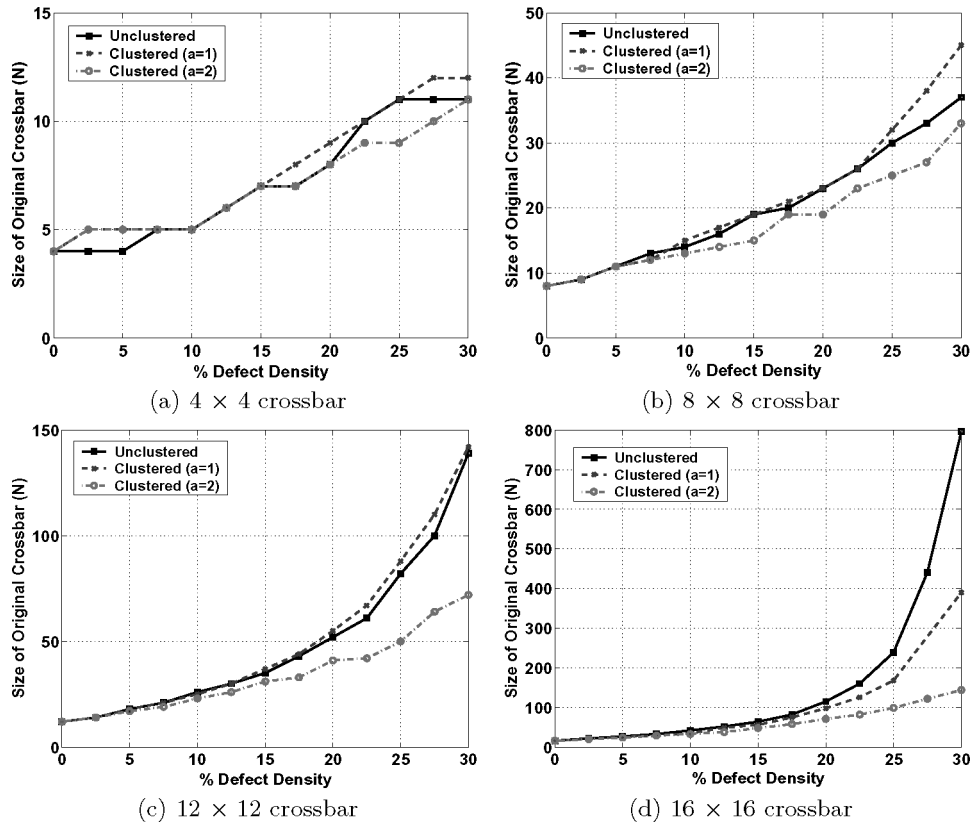 15
10
5
0
Size of Original Crossbar (N)
Unclustered
Clustered (a=1)
Clustered (a=2)
0 5 10 15 20 25 30
% Defect Density
(a) 4 × 4 crossbar
50
40
30
20
10
0
Size of Original Crossbar (N)
Unclustered
Clustered (a=1)
Clustered (a=2)
0 5 10 15 20 25 30
% Defect Density
(b) 8 × 8 crossbar
150
100
50
0
Size of Original Crossbar (N)
Unclustered
Clustered (a=1)
Clustered (a=2)
0 5 10 15 20 25 30
% Defect Density
(c) 12 × 12 crossbar
800
700
600
500
400
300
200
100
0
Size of Original Crossbar (N)
Unclustered
Clustered (a=1)
Clustered (a=2)
0 5 10 15 20 25 30
% Defect Density
(d) 16 × 16 crossbar